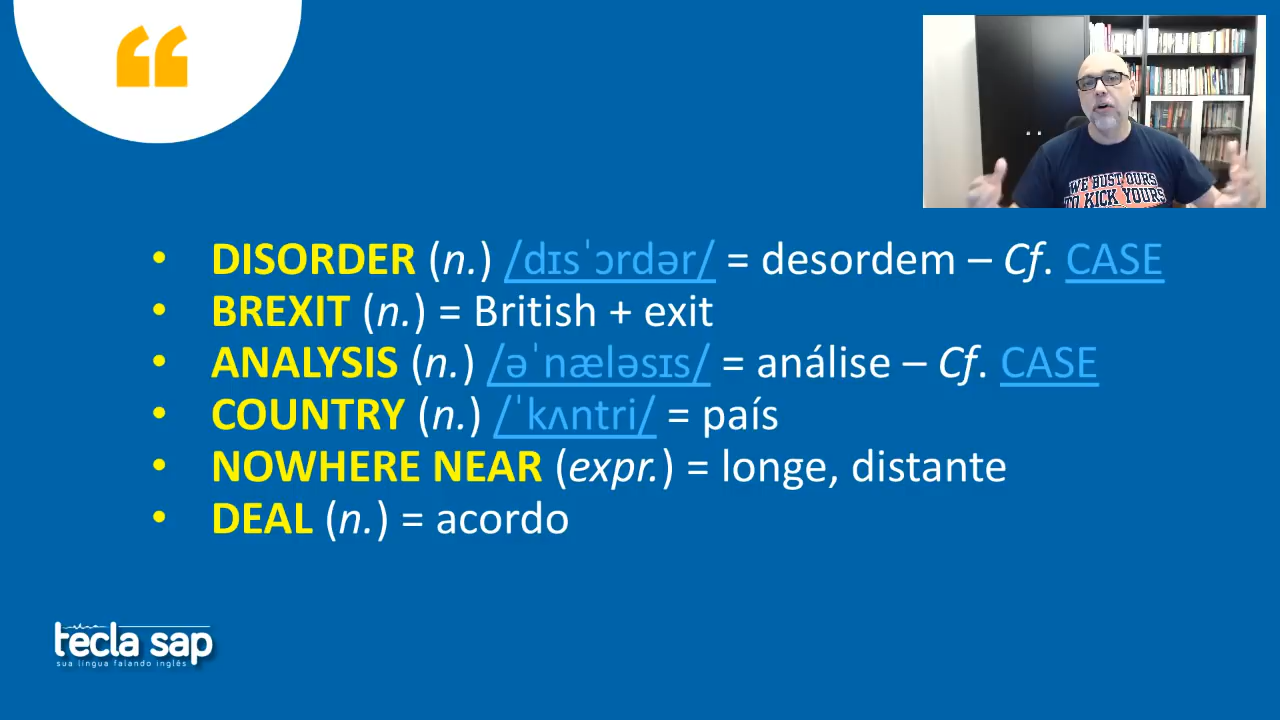 WE BUST OURS
TO KICK YOURS
• DISORDER (n.) /dɪsˈɔrdər/ = desordem – Cf. CASE
• BREXIT (n.) = British + exit
• ANALYSIS (n.) /əˈnæləsɪs/ = análise – Cf. CASE
• COUNTRY (n.) /ˈkʌntri/ = país
• NOWHERE NEAR (expr.) = longe, distante
• DEAL (n.) = acordo
tecla sap
sua língua falando inglês